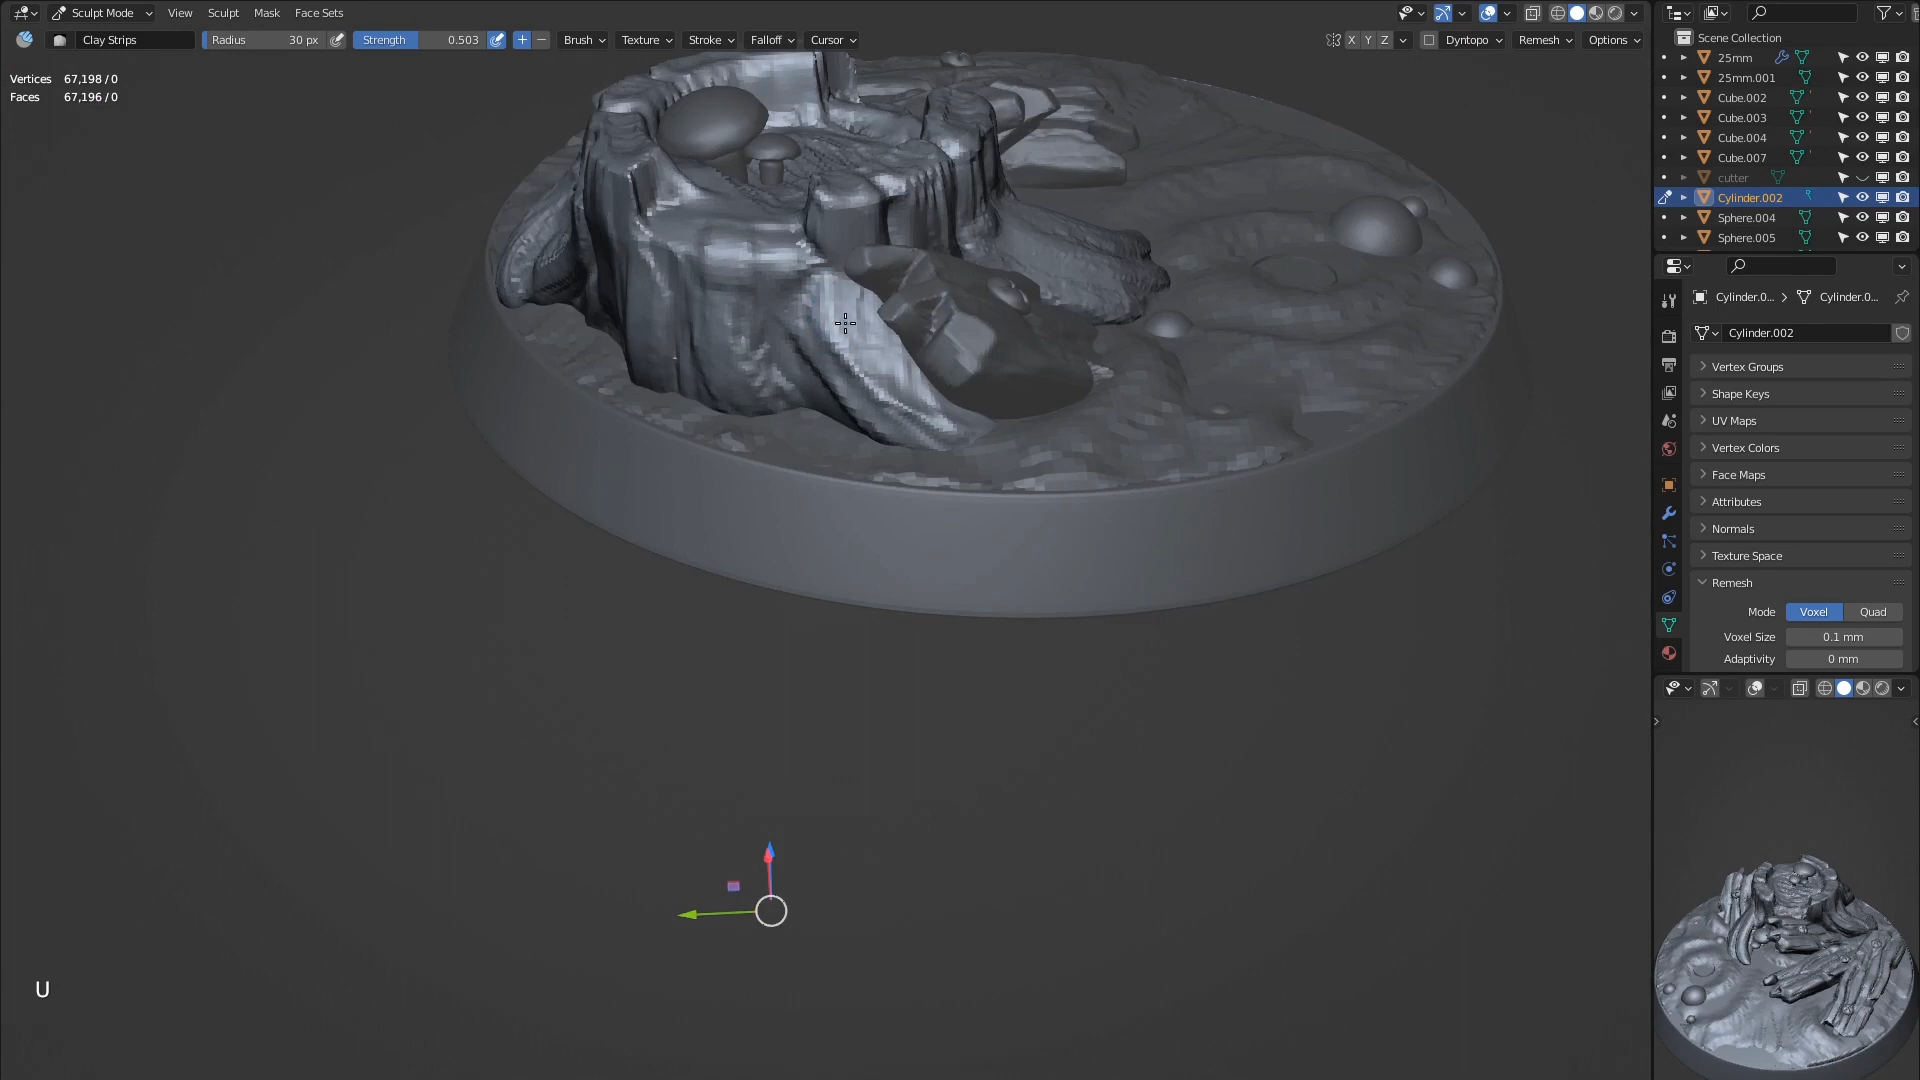 Sculpt Mode View Sculpt Mask Face Sets
Clay Strips Radius 30 px Strength 0.503 Brush Texture Stroke Falloff Cursor X Y Z Dyntopo Remesh Options
Vertices 67,198 / 0
Faces 67,196 / 0
U
Scene Collection
25mm
25mm.001
Cube.002
Cube.003
Cube.004
Cube.007
cutter
Cylinder.002
Sphere.004
Sphere.005
Cylinder.0... Cylinder.0...
Cylinder.002
Vertex Groups
Shape Keys
UV Maps
Vertex Colors
Face Maps
Attributes
Normals
Texture Space
Remesh
Mode Voxel Quad
Voxel Size 0.1 mm
Adaptivity 0 mm